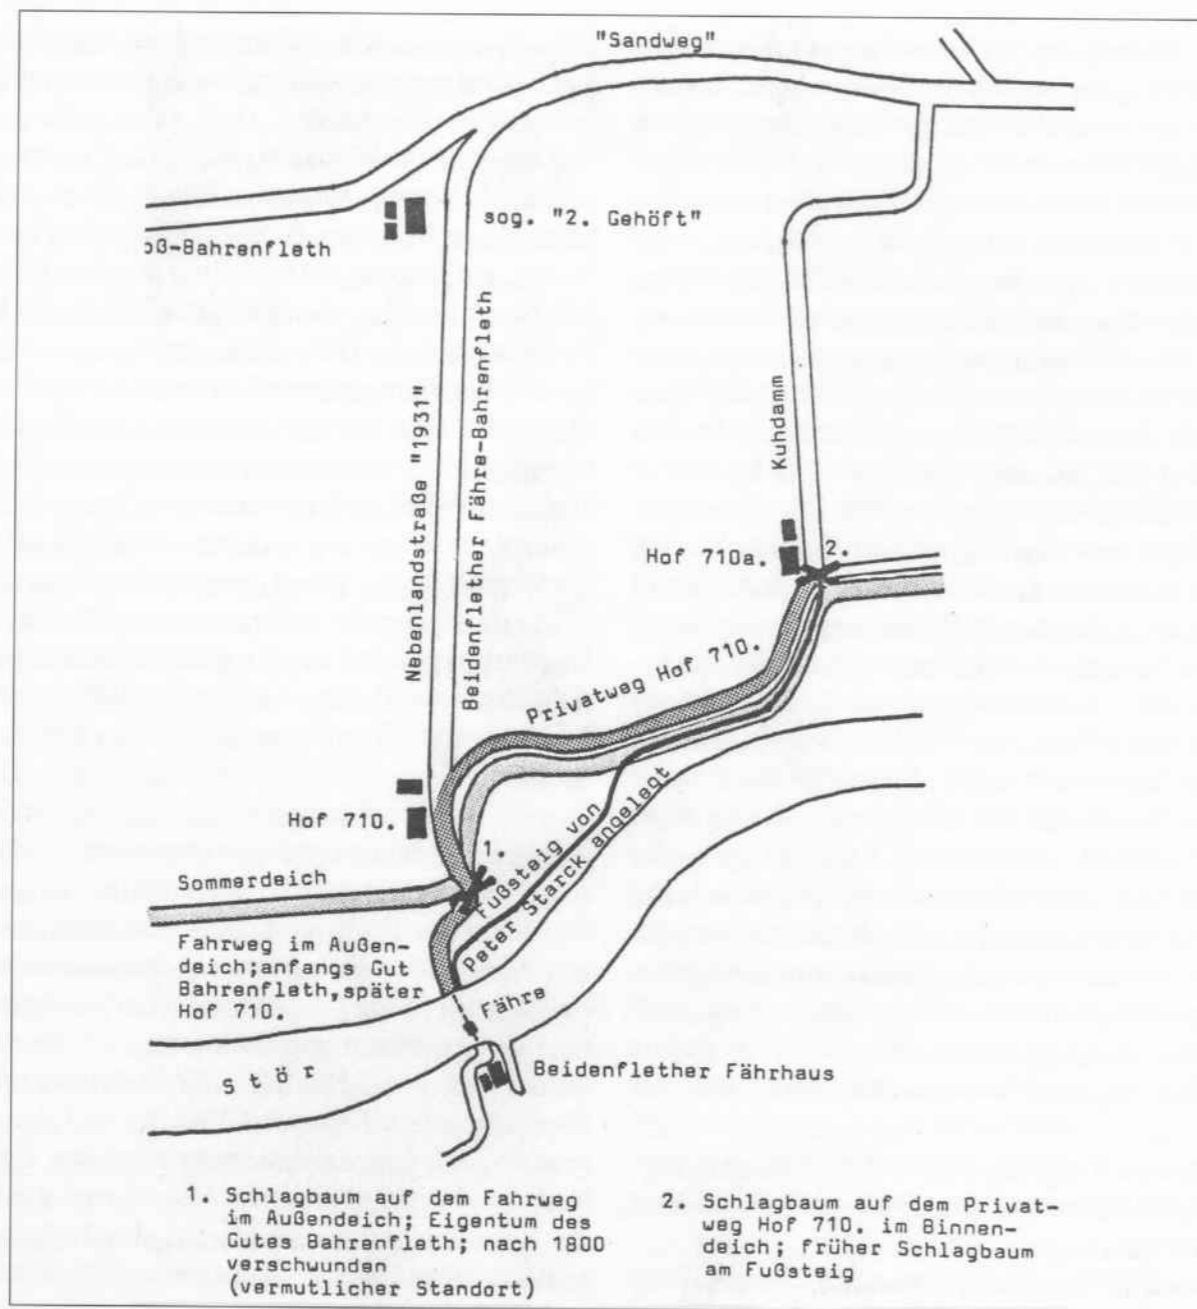 "Sandweg"
sog. "2. Gehöft"
oß-Bahrenfleth
Nebenlandstraße "1931"
Beidenflether Fähre-Bahrenfleth
Kuhdamm
Hof 710a.
2.
Privatweg Hof 710.
Hof 710.
1.
Fußsteig von
Peter Starck angelegt
Sommerdeich
Fahrweg im Außen-
deich;anfangs Gut
Bahrenfleth,später
Hof 710.
Fähre
Stör
Beidenflether Fährhaus
1. Schlagbaum auf dem Fahrweg
im Außendeich; Eigentum des
Gutes Bahrenfleth; nach 1800
verschwunden
(vermutlicher Standort)
2. Schlagbaum auf dem Privat-
weg Hof 710. im Binnen-
deich; früher Schlagbaum
am Fußsteig